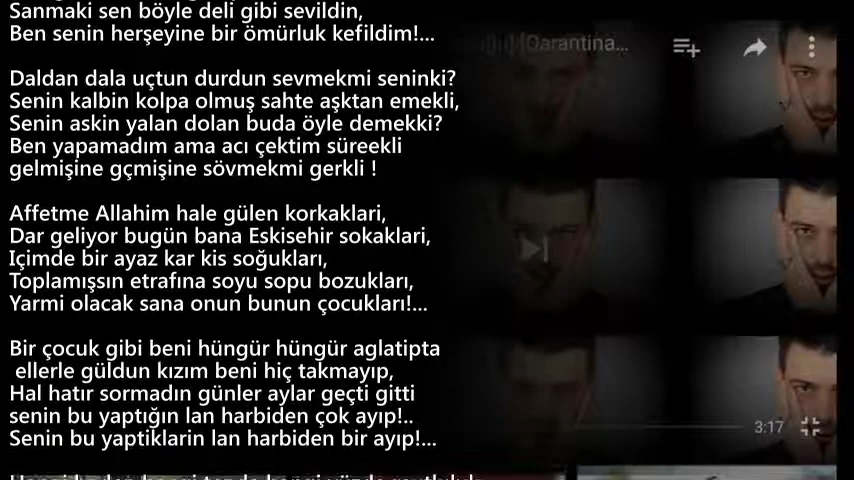 Sanmaki sen böyle deli gibi sevildin,
Ben senin herşeyine bir ömürluk kefildim!...
Qarantina...
Daldan dala uçtun durdun sevmekmi seninki?
Senin kalbin kolpa olmuş sahte aşktan emekli,
Senin askin yalan dolan buda öyle demekki?
Ben yapamadım ama acı çektim süreekli
gelmişine gçmişine sövmekmi gerkli !
Affetme Allahim hale gülen korkaklari,
Dar geliyor bugün bana Eskisehir sokaklari,
Içimde bir ayaz kar kis soğukları,
Toplamışsın etrafına soyu sopu bozukları,
Yarmi olacak sana onun bunun çocukları!...
Bir çocuk gibi beni hüngür hüngür aglatipta
ellerle güldun kızım beni hiç takmayıp,
Hal hatır sormadın günler aylar geçti gitti
senin bu yaptığın lan harbiden çok ayıp!..
3:17
Senin bu yaptiklarin lan harbiden bir ayıp!...